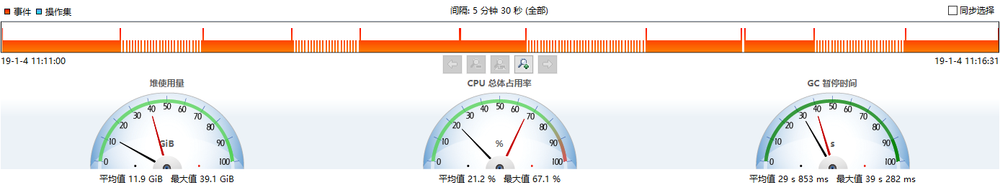 事件 操作集 间隔: 5 分钟 30 秒 (全部) 同步选择
19-1-4 11:11:00 19-1-4 11:16:31
堆使用量 CPU 总体占用率 GC 暂停时间
0 10 20 30 40 50 60 70 80 90 100 GiB
0 10 20 30 40 50 60 70 80 90 100 %
0 10 20 30 40 50 60 70 80 90 100 s
平均值 11.9 GiB 最大值 39.1 GiB 平均值 21.2 % 最大值 67.1 % 平均值 29 s 853 ms 最大值 39 s 282 ms